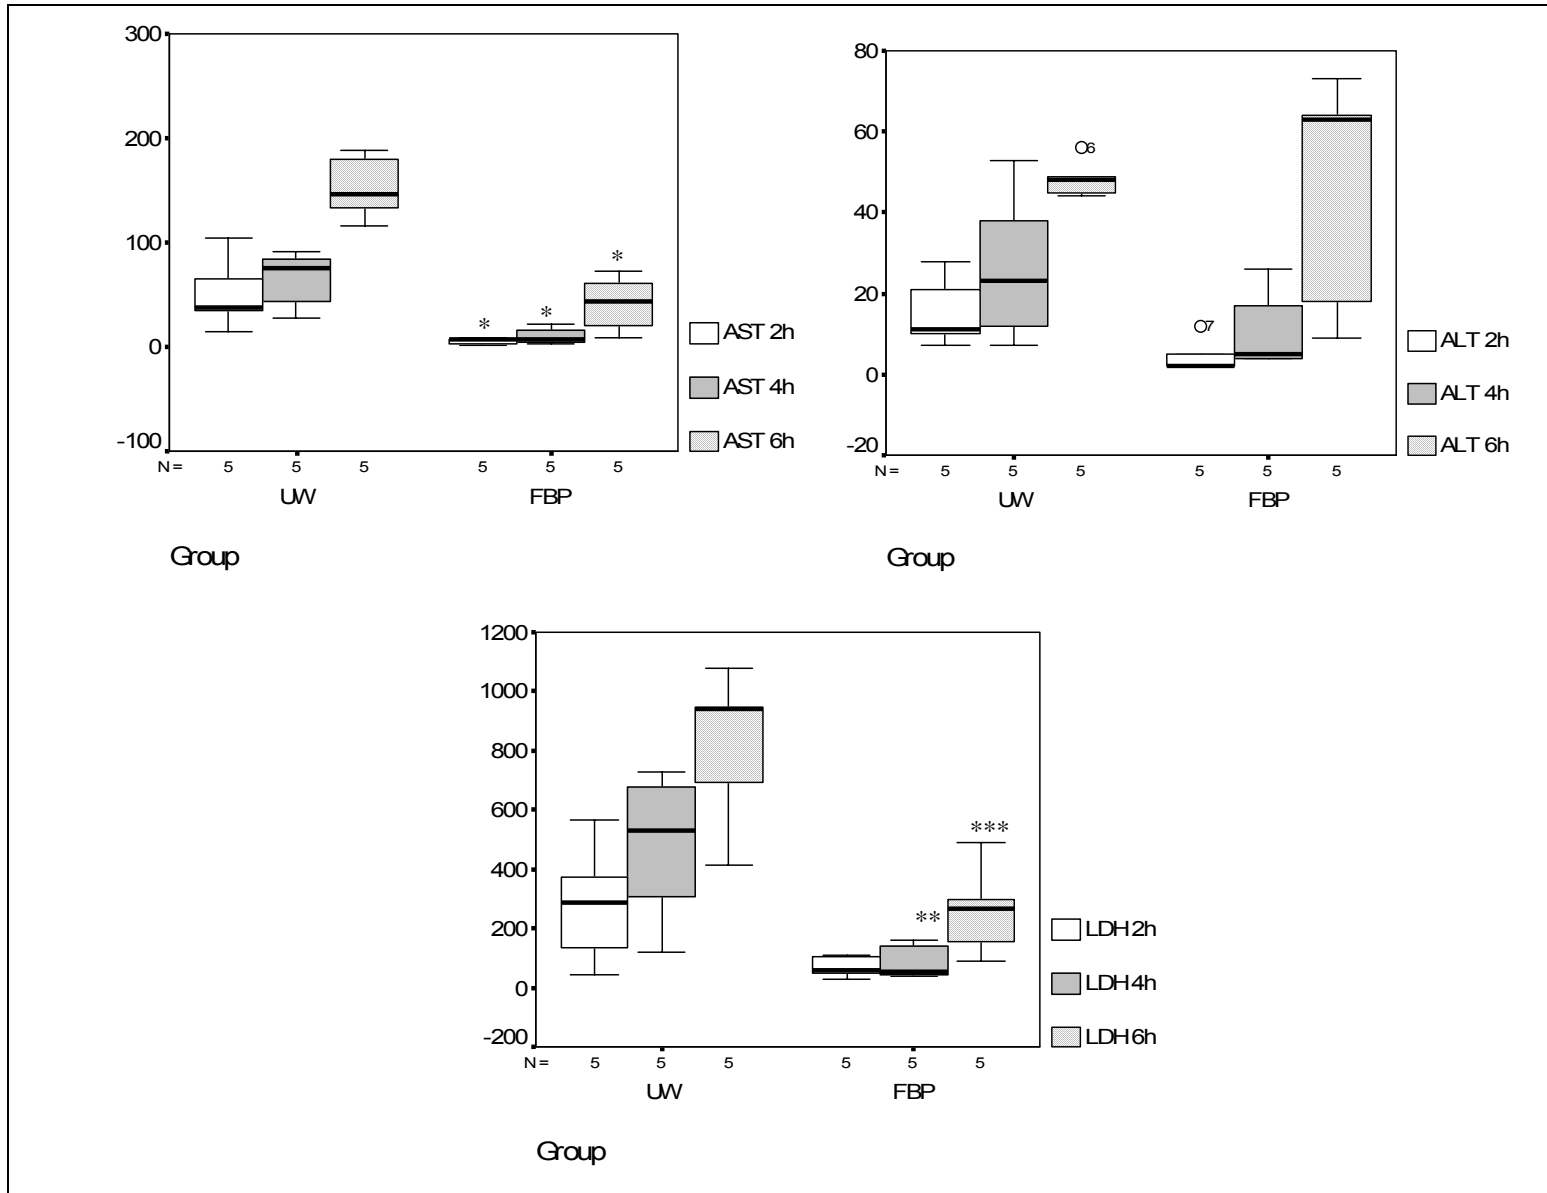 300
200
100
0
-100
N = 5 5 5 5 5 5
UW FBP
Group
* * *
AST 2h
AST 4h
AST 6h
80
60
40
20
0
-20
N = 5 5 5 5 5 5
UW FBP
Group
6
7
ALT 2h
ALT 4h
ALT 6h
1200
1000
800
600
400
200
0
-200
N = 5 5 5 5 5 5
UW FBP
Group
***
**
LDH 2h
LDH 4h
LDH 6h